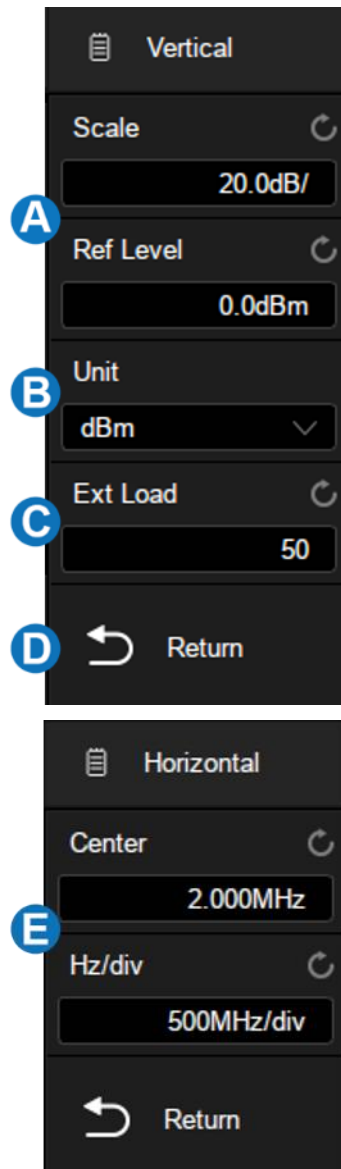 Vertical
Scale
20.0dB/
A
Ref Level
0.0dBm
Unit
B
dBm
Ext Load
C
50
D
Return
Horizontal
Center
2.000MHz
E
Hz/div
500MHz/div
Return